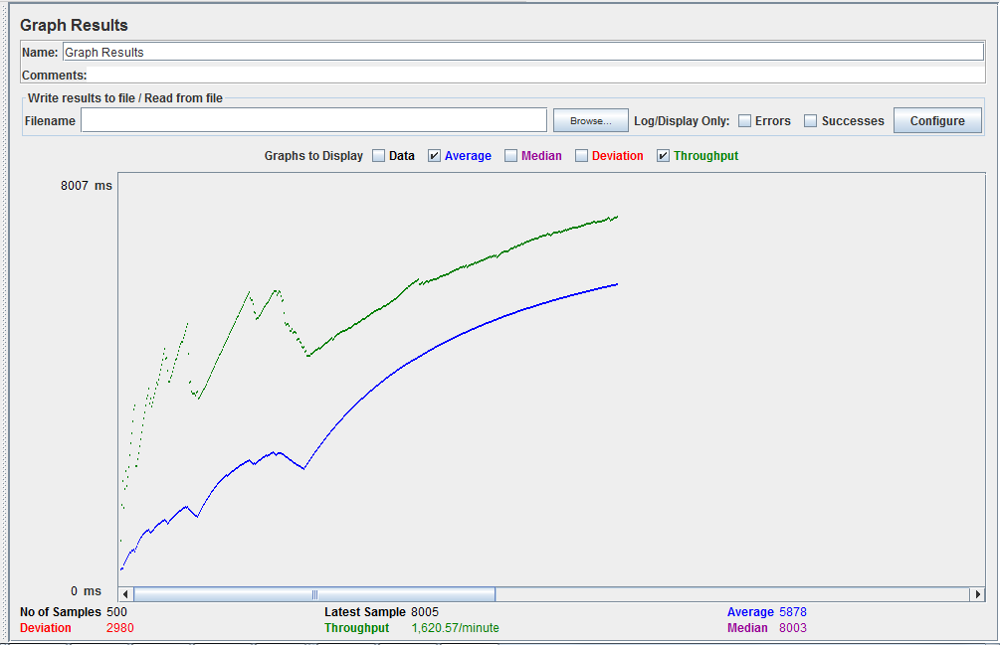 Graph Results
Name: Graph Results
Comments:
Write results to file / Read from file
Filename Browse... Log/Display Only: Errors Successes Configure
Graphs to Display Data Average Median Deviation Throughput
8007 ms
0 ms
No of Samples 500 Latest Sample 8005 Average 5878
Deviation 2980 Throughput 1,620.57/minute Median 8003